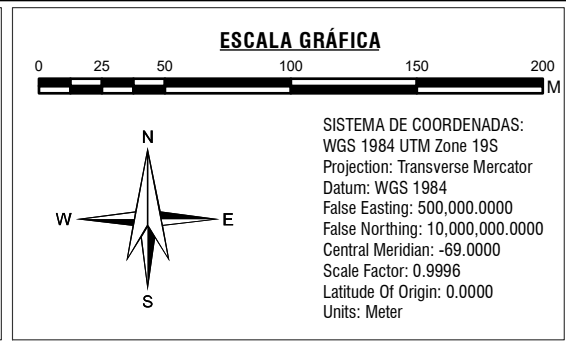 ESCALA GRÁFICA
0 25 50 100 150 200
M
N
W E
S
SISTEMA DE COORDENADAS:
WGS 1984 UTM Zone 19S
Projection: Transverse Mercator
Datum: WGS 1984
False Easting: 500,000.0000
False Northing: 10,000,000.0000
Central Meridian: -69.0000
Scale Factor: 0.9996
Latitude Of Origin: 0.0000
Units: Meter